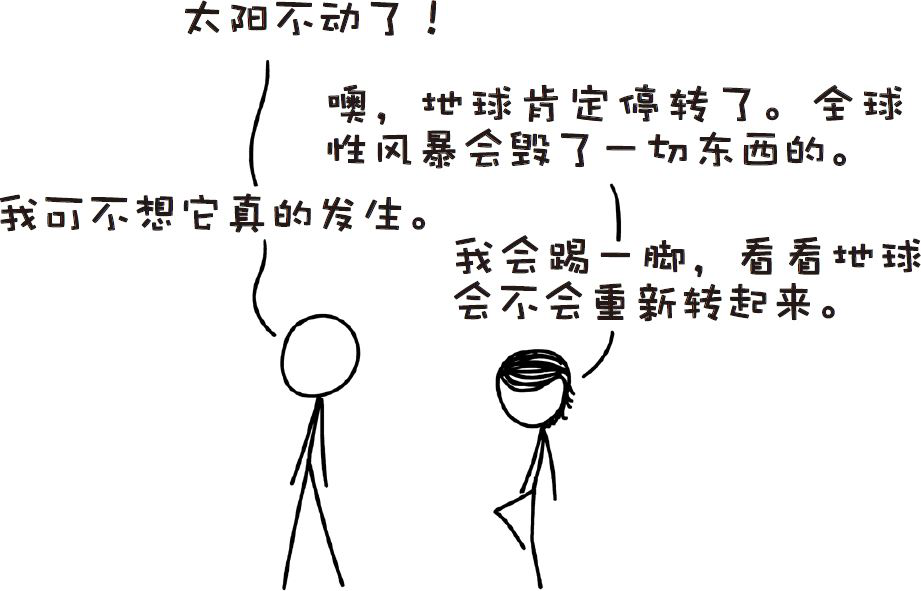 太阳不动了！
噢，地球肯定停转了。全球
性风暴会毁了一切东西的。
我可不想它真的发生。
我会踢一脚，看看地球
会不会重新转起来。